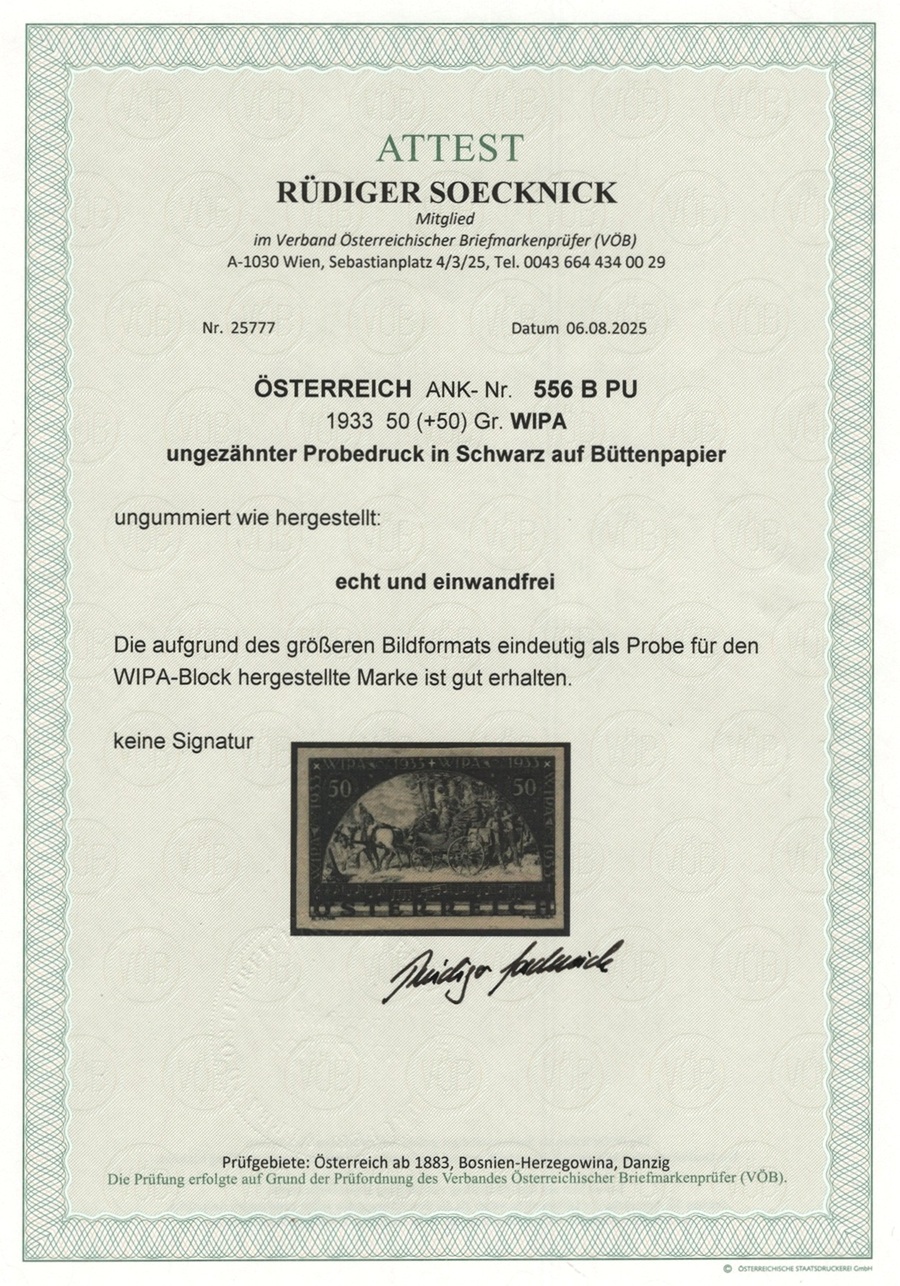 ATTEST
RÜDIGER SOECKNICK
Mitglied
im Verband Österreichischer Briefmarkenprüfer (VÖB)
A-1030 Wien, Sebastianplatz 4/3/25, Tel. 0043 664 434 00 29
Nr. 25777 Datum 06.08.2025
ÖSTERREICH ANK- Nr. 556 B PU
1933 50 (+50) Gr. WIPA
ungezähnter Probedruck in Schwarz auf Büttenpapier
ungummiert wie hergestellt:
echt und einwandfrei
Die aufgrund des größeren Bildformats eindeutig als Probe für den
WIPA-Block hergestellte Marke ist gut erhalten.
keine Signatur
WIPA 1933 + WIPA 1933
50 50
ÖSTERREICH
Rüdiger Soecknick
Prüfgebiete: Österreich ab 1883, Bosnien-Herzegowina, Danzig
Die Prüfung erfolgte auf Grund der Prüfordnung des Verbandes Österreichischer Briefmarkenprüfer (VÖB).
© ÖSTERREICHISCHE STAATSDRUCKEREI GmbH